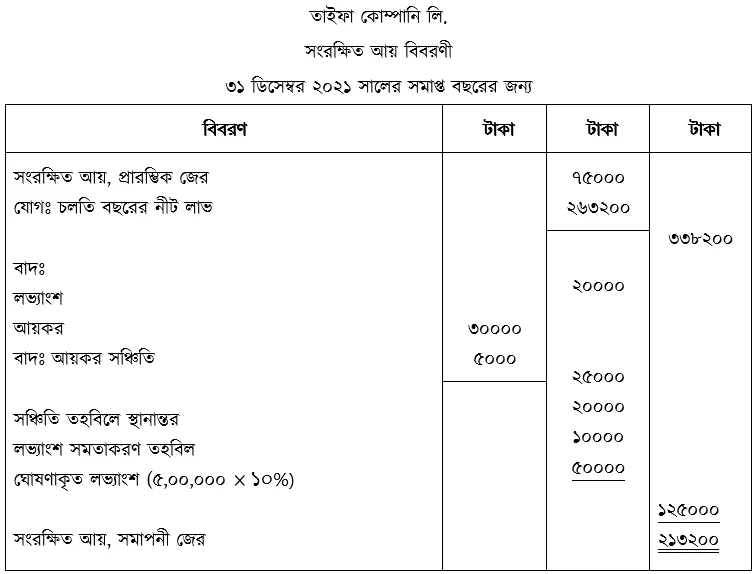 তাইফা কোম্পানি লি.
সংরক্ষিত আয় বিবরণী
৩১ ডিসেম্বর ২০২১ সালের সমাপ্ত বছরের জন্য
বিবরণ টাকা টাকা টাকা
সংরক্ষিত আয়, প্রারম্ভিক জের ৭৫০০০
যোগঃ চলতি বছরের নীট লাভ ২৬৩২০০
৩৩৮২০০
বাদঃ
লভ্যাংশ ২০০০০
আয়কর ৩০০০০
বাদঃ আয়কর সঞ্চিতি ৫০০০
২৫০০০
সঞ্চিতি তহবিলে স্থানান্তর ২০০০০
লভ্যাংশ সমতাকরণ তহবিল ১০০০০
ঘোষণাকৃত লভ্যাংশ (৫,০০,০০০ × ১০%) ৫০০০০
১২৫০০০
সংরক্ষিত আয়, সমাপনী জের ২১৩২০০